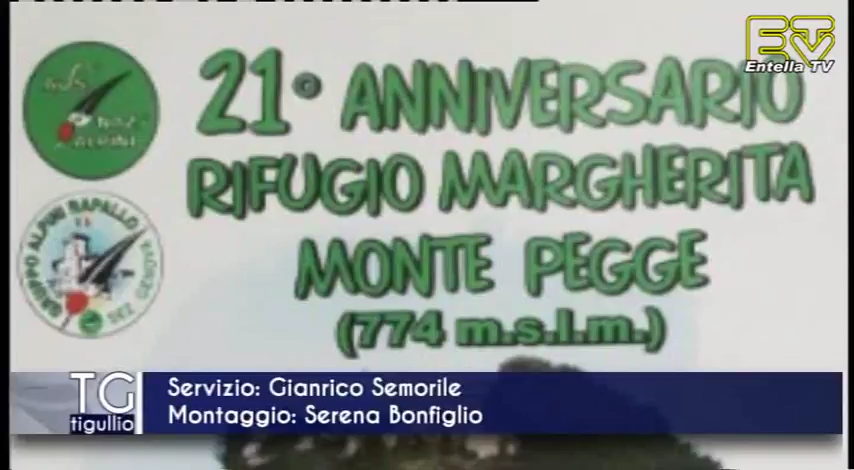 ETV
Entella TV
21° ANNIVERSARIO
RIFUGIO MARGHERITA
MONTE PEGGE
(774 m.s.l.m.)
GRUPPO ALPINI RAPALLO
SEZ GENOVA
TG
tigullio
Servizio: Gianrico Semorile
Montaggio: Serena Bonfiglio